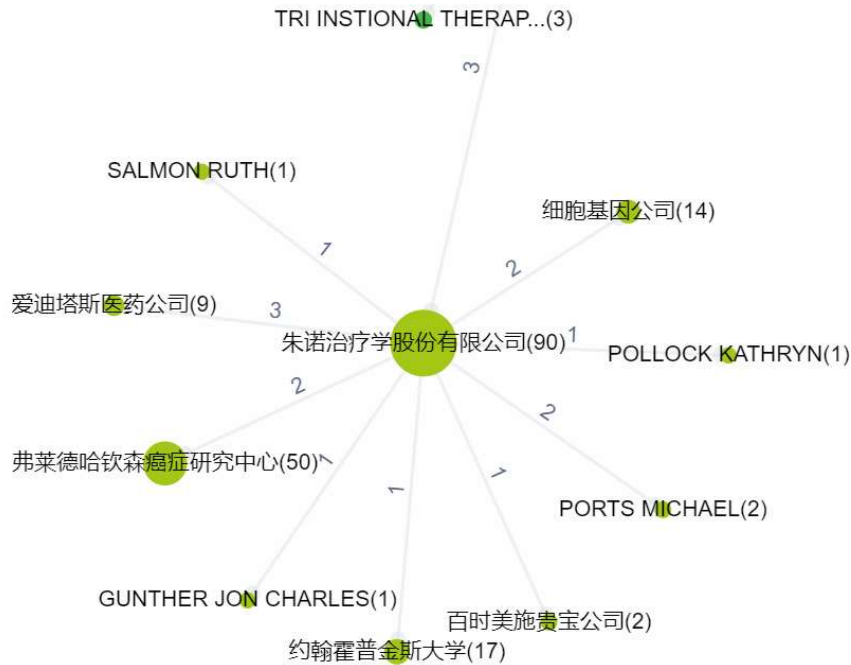 TRI INSTIONAL THERAP...(3)
3
SALMON RUTH(1)
细胞基因公司(14)
1
2
爱迪塔斯医药公司(9)
3
朱诺治疗学股份有限公司(90)
1
POLLOCK KATHRYN(1)
2
2
弗莱德哈钦森癌症研究中心(50)
1
1
1
PORTS MICHAEL(2)
GUNTHER JON CHARLES(1)
百时美施贵宝公司(2)
约翰霍普金斯大学(17)